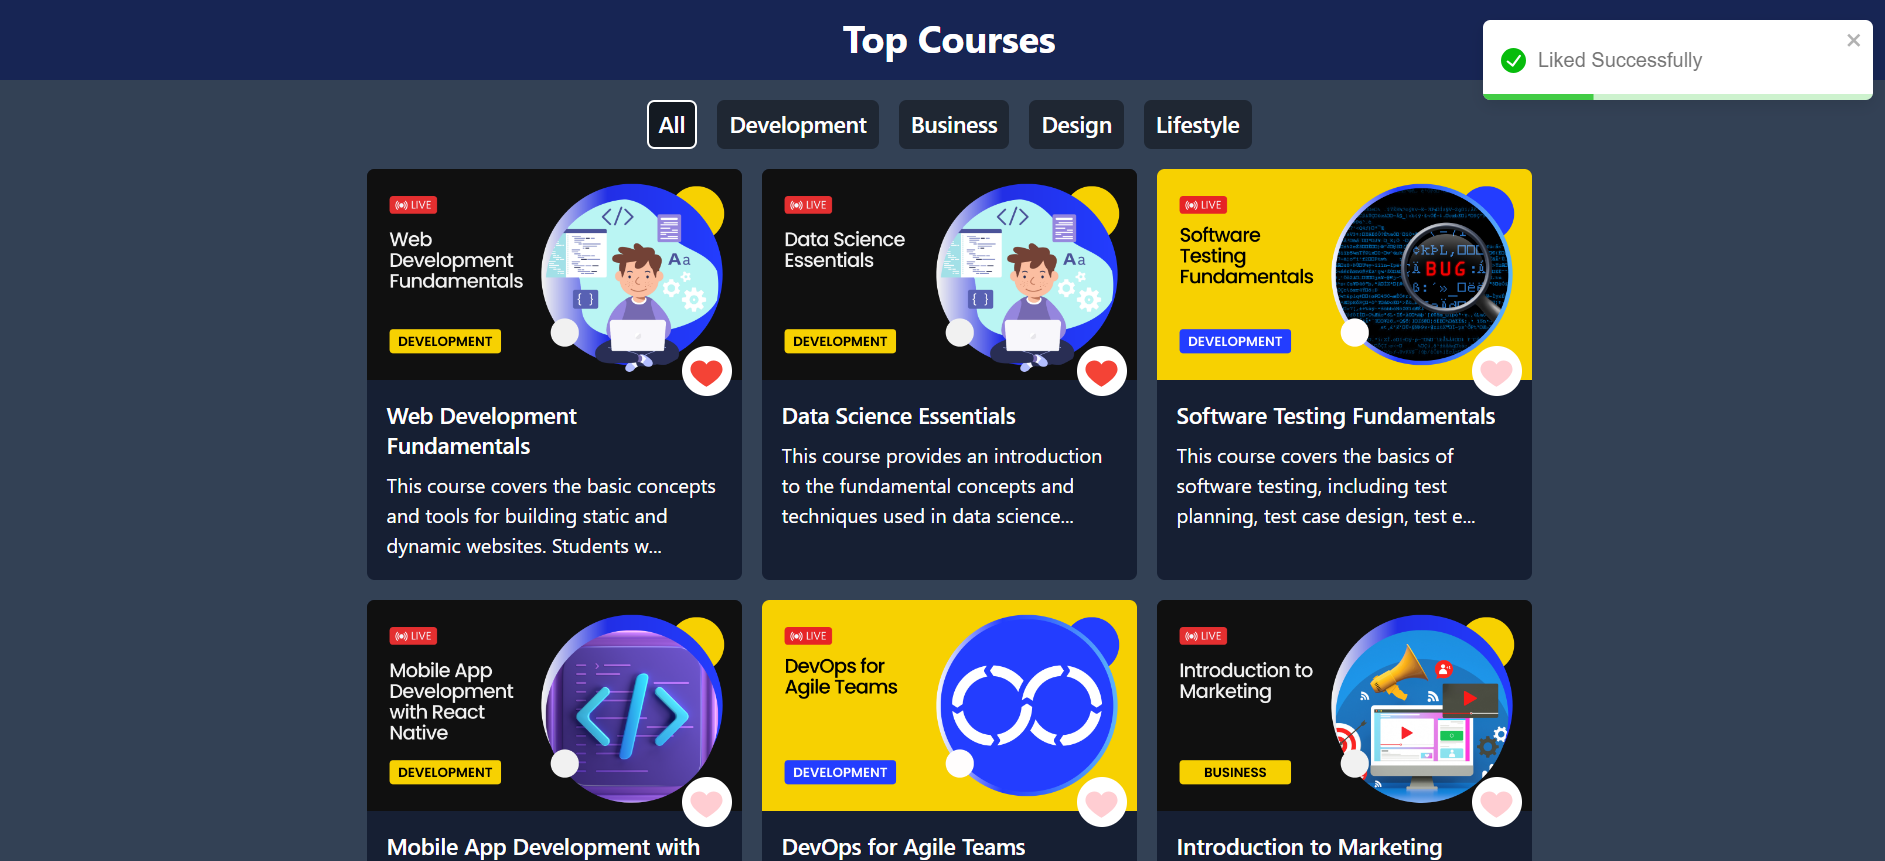 Top Courses
Liked Successfully
All
Development
Business
Design
Lifestyle
LIVE
Web
Development
Fundamentals
DEVELOPMENT
Aa
Web Development
Fundamentals
This course covers the basic concepts
and tools for building static and
dynamic websites. Students w...
LIVE
Data Science
Essentials
DEVELOPMENT
Aa
Data Science Essentials
This course provides an introduction
to the fundamental concepts and
techniques used in data science...
LIVE
Software
Testing
Fundamentals
DEVELOPMENT
BUG
Software Testing Fundamentals
This course covers the basics of
software testing, including test
planning, test case design, test e...
LIVE
Mobile App
Development
with React
Native
DEVELOPMENT
</>
Mobile App Development with
LIVE
DevOps for
Agile Teams
DEVELOPMENT
DevOps for Agile Teams
LIVE
Introduction to
Marketing
BUSINESS
Introduction to Marketing